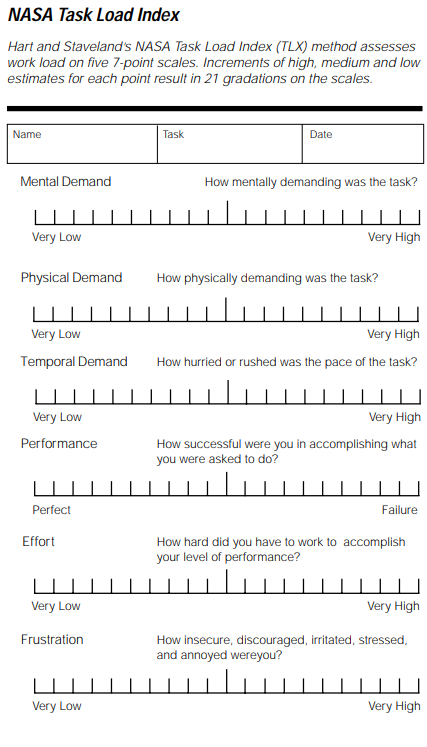 NASA Task Load Index
Hart and Staveland's NASA Task Load Index (TLX) method assesses
work load on five 7-point scales. Increments of high, medium and low
estimates for each point result in 21 gradations on the scales.
Name Task Date
Mental Demand How mentally demanding was the task?
Very Low Very High
Physical Demand How physically demanding was the task?
Very Low Very High
Temporal Demand How hurried or rushed was the pace of the task?
Very Low Very High
Performance How successful were you in accomplishing what
you were asked to do?
Perfect Failure
Effort How hard did you have to work to accomplish
your level of performance?
Very Low Very High
Frustration How insecure, discouraged, irritated, stressed,
and annoyed wereyou?
Very Low Very High